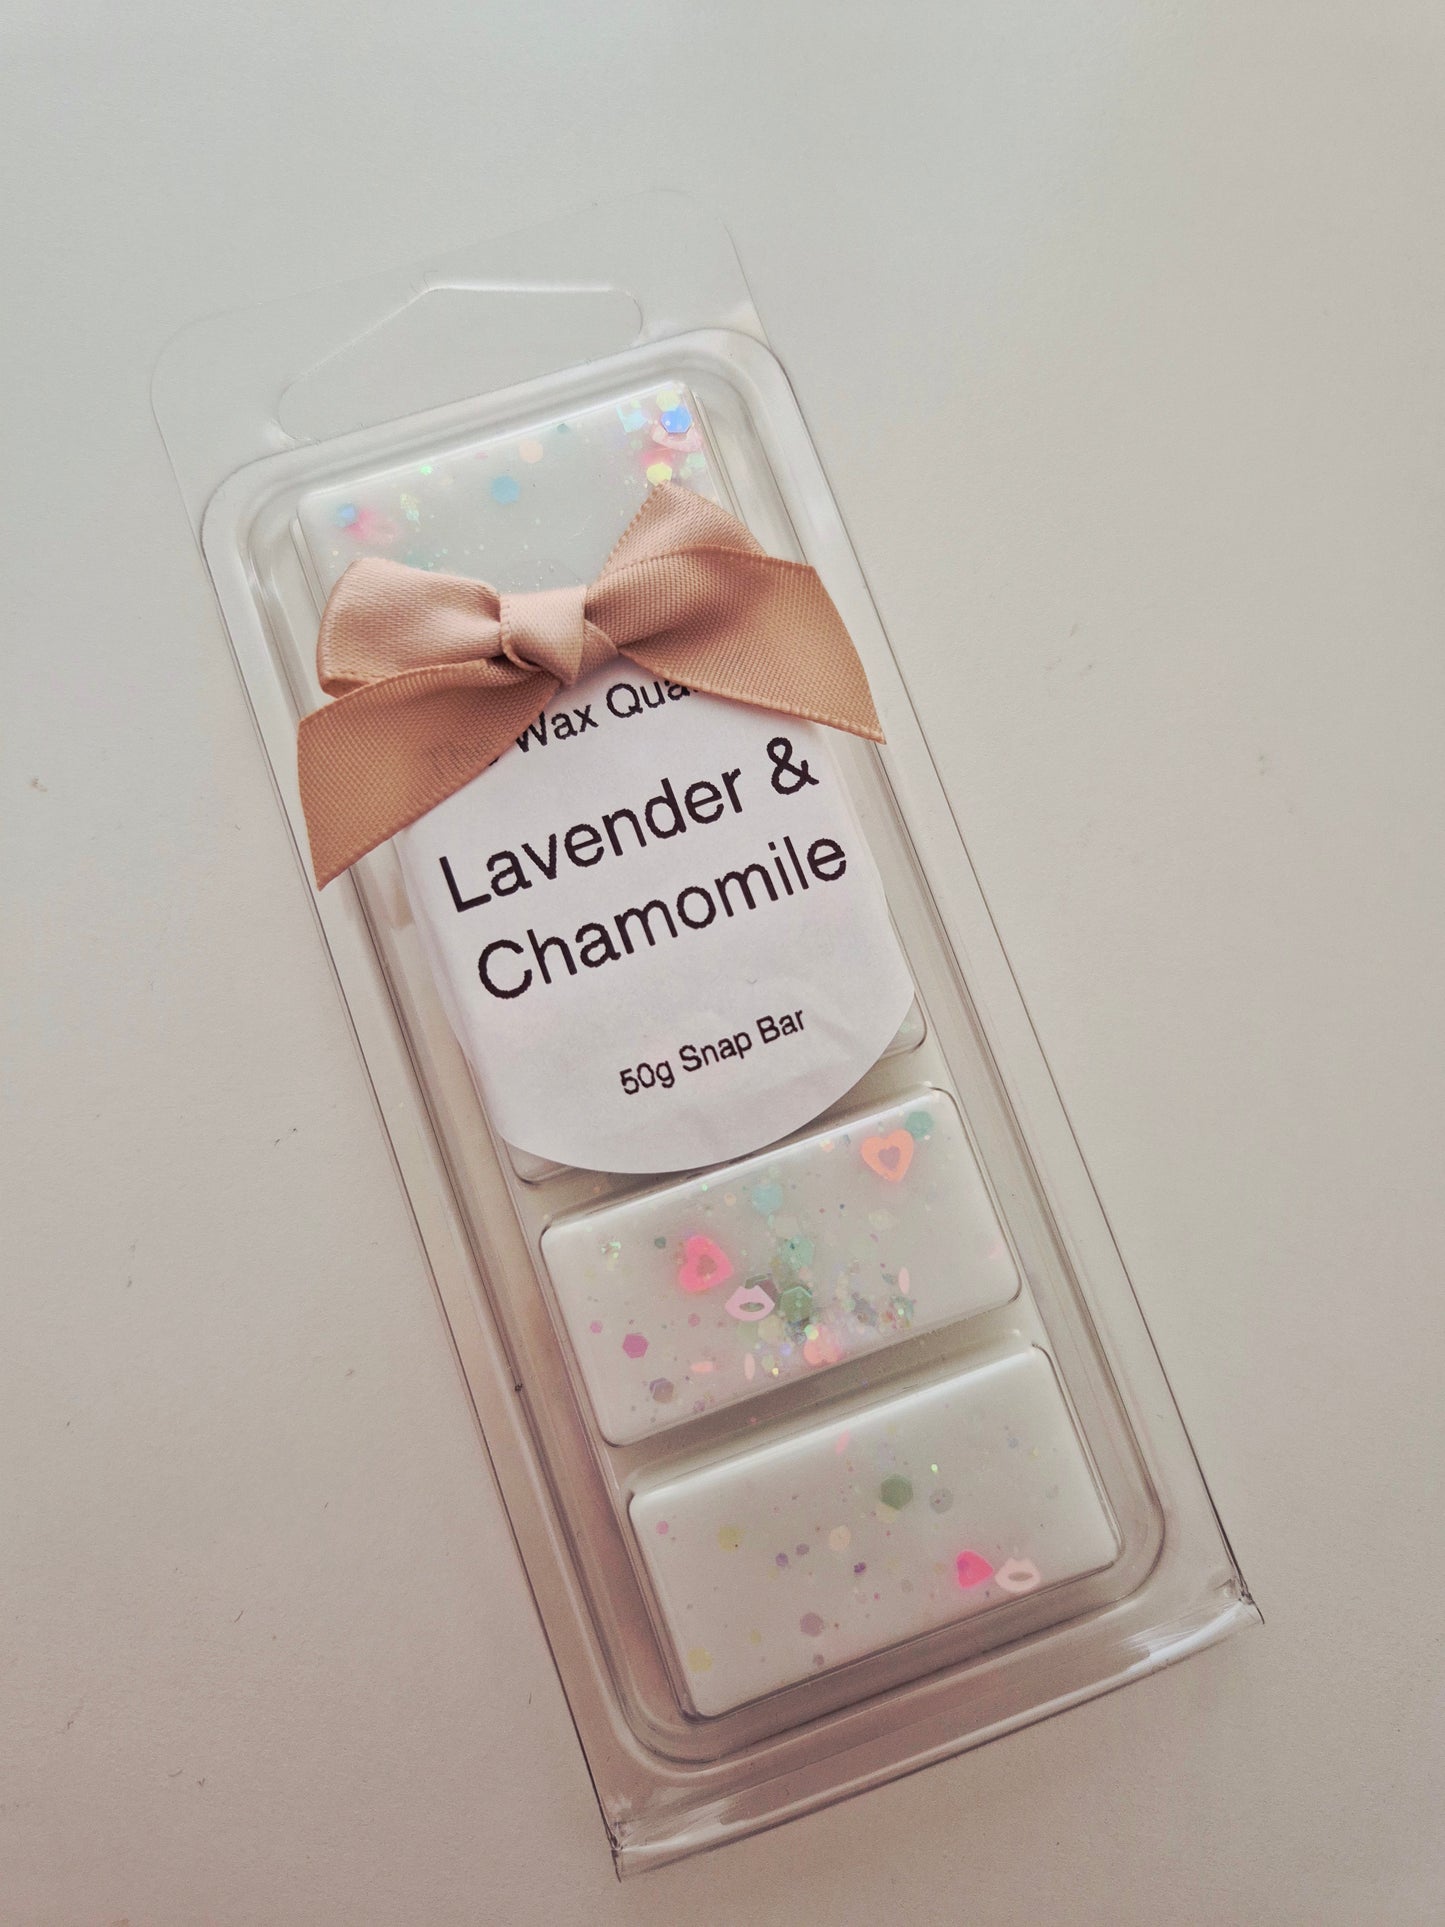 Wax
Lavender &
Chamomile
50g Snap Bar